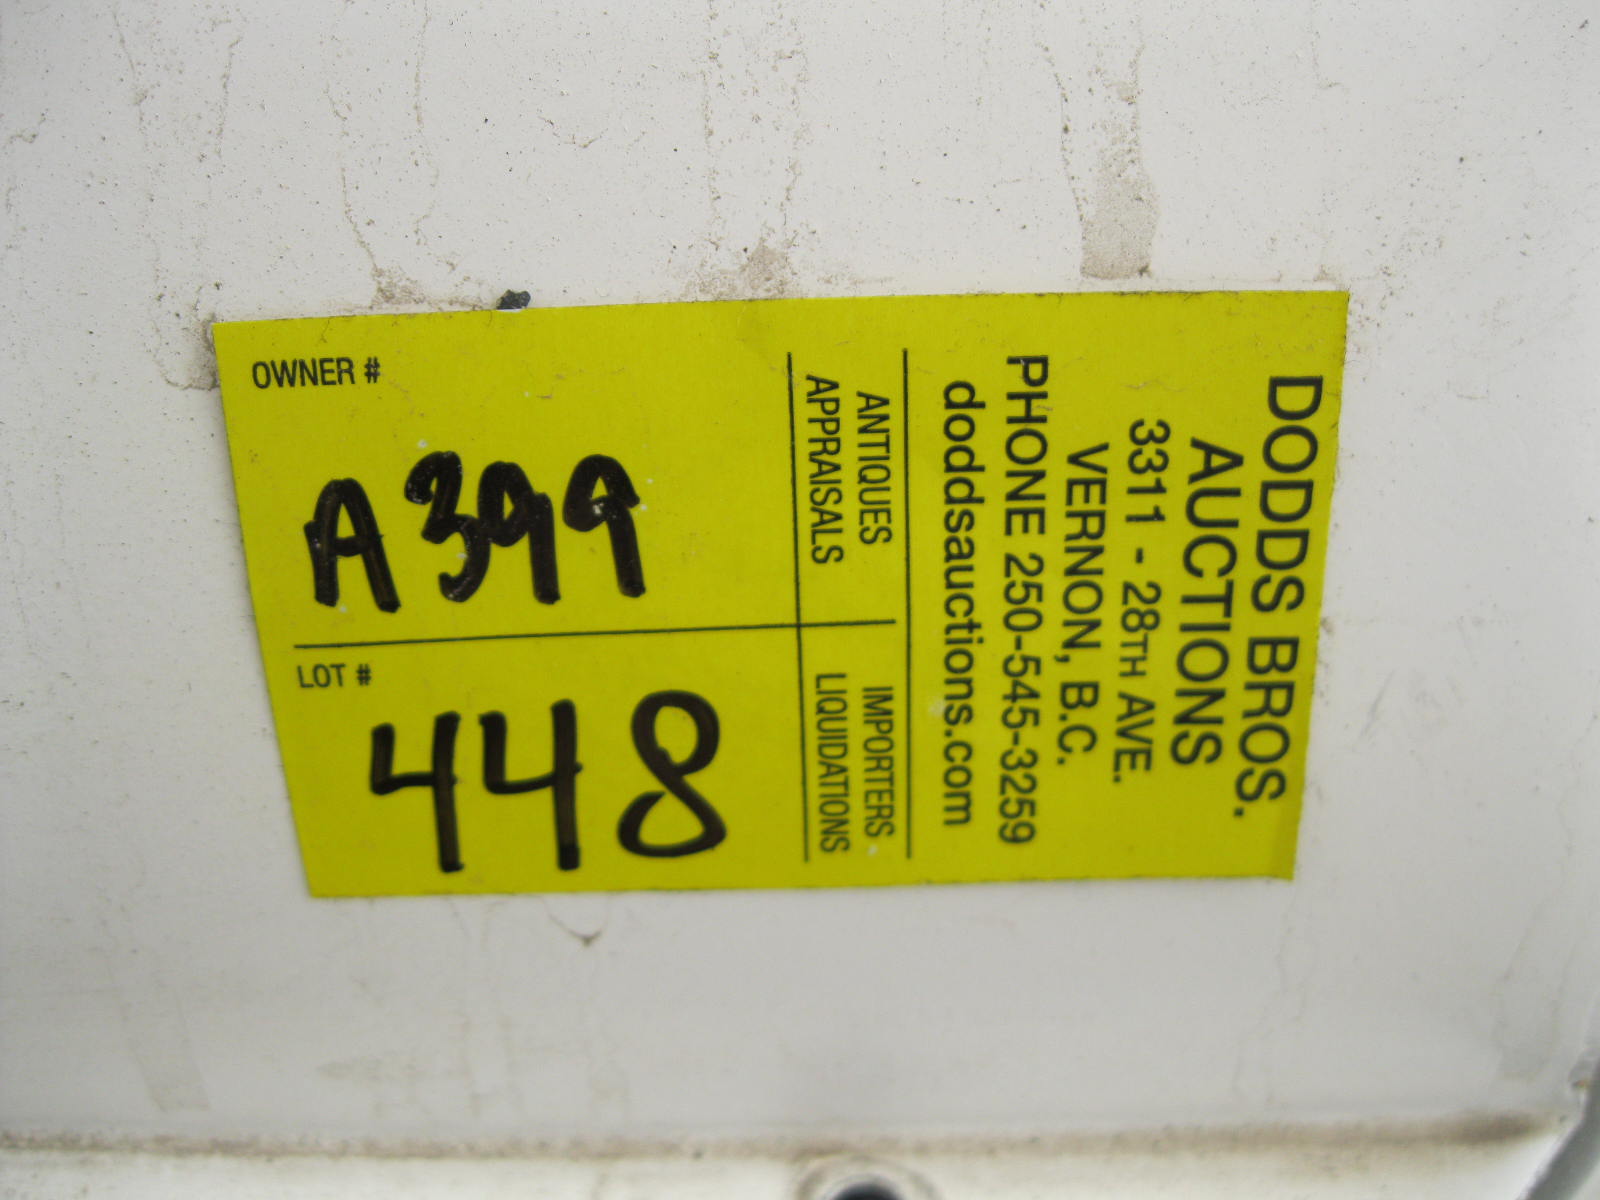 OWNER #
A399
LOT #
448
ANTIQUES
APPRAISALS
IMPORTERS
LIQUIDATIONS
DODDS BROS.
AUCTIONS
3311 - 28TH AVE.
VERNON, B.C.
PHONE 250-545-3259
doddsauctions.com